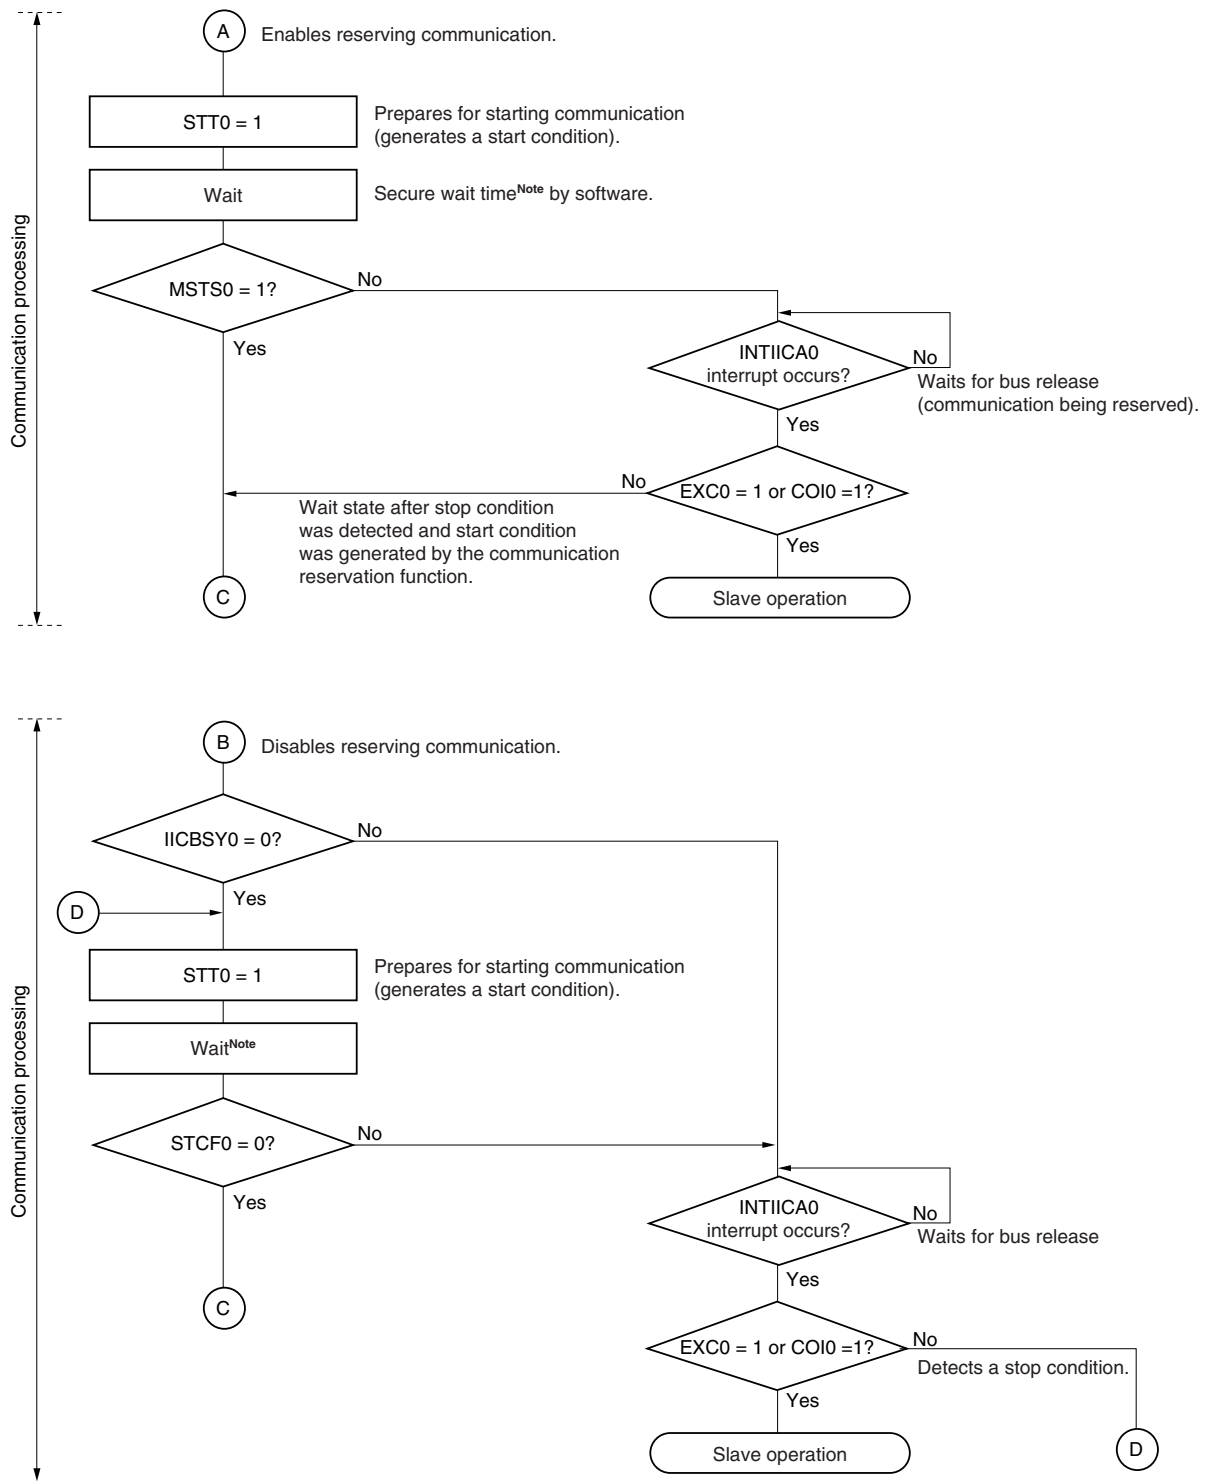 A
Enables reserving communication.
STT0 = 1
Prepares for starting communication
(generates a start condition).
Wait
Secure wait timeNote by software.
MSTS0 = 1?
No
Yes
INTIICA0
interrupt occurs?
No
Waits for bus release
(communication being reserved).
Yes
EXC0 = 1 or COI0 =1?
No
Wait state after stop condition
was detected and start condition
was generated by the communication
reservation function.
Yes
C
Slave operation
Communication processing
B
Disables reserving communication.
IICBSY0 = 0?
No
Yes
D
STT0 = 1
Prepares for starting communication
(generates a start condition).
WaitNote
STCF0 = 0?
No
Yes
INTIICA0
interrupt occurs?
No
Waits for bus release
Yes
C
EXC0 = 1 or COI0 =1?
No
Detects a stop condition.
Yes
Slave operation
D
Communication processing